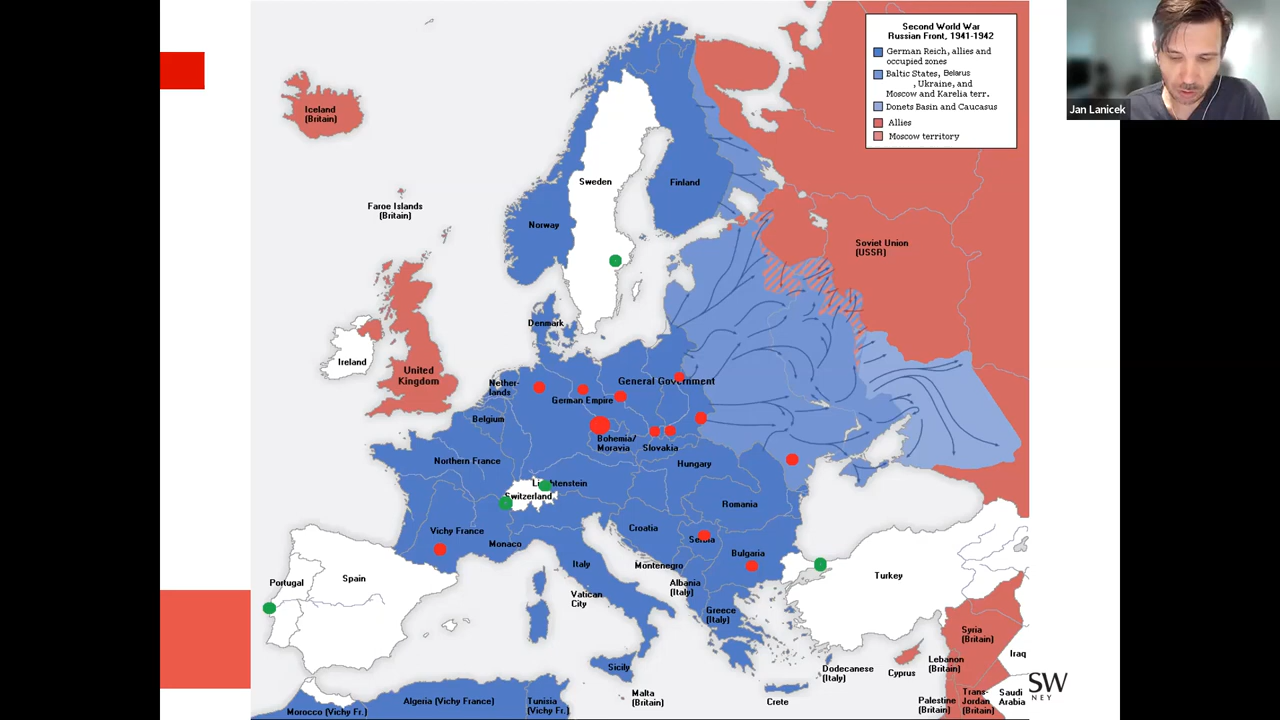 Second World War
Russian Front, 1941-1942
German Reich, allies and
occupied zones
Baltic States, Belarus
, Ukraine, and
Moscow and Karelia terr.
Donets Basin and Caucasus
Allies
Moscow territory
Jan Lanicek
Iceland
(Britain)
Faroe Islands
(Britain)
Sweden
Finland
Norway
Soviet Union
(USSR)
Denmark
Ireland
United
Kingdom
Nether-
lands
General Government
German Empire
Belgium
Bohemia/
Moravia
Slovakia
Northern France
Hungary
Liechtenstein
Switzerland
Romania
Vichy France
Croatia
Monaco
Serbia
Bulgaria
Italy
Montenegro
Portugal
Spain
Turkey
Albania
(Italy)
Vatican
City
Greece
(Italy)
Syria
(Britain)
Iraq
Sicily
Dodecanese
(Italy)
Cyprus
Lebanon
(Britain)
Malta
(Britain)
Crete
Palestine
(Britain)
Trans-
Jordan
(Britain)
Saudi
Arabia
Algeria (Vichy France)
Tunisia
(Vichy Fr.)
Morocco (Vichy Fr.)
SW
NEY